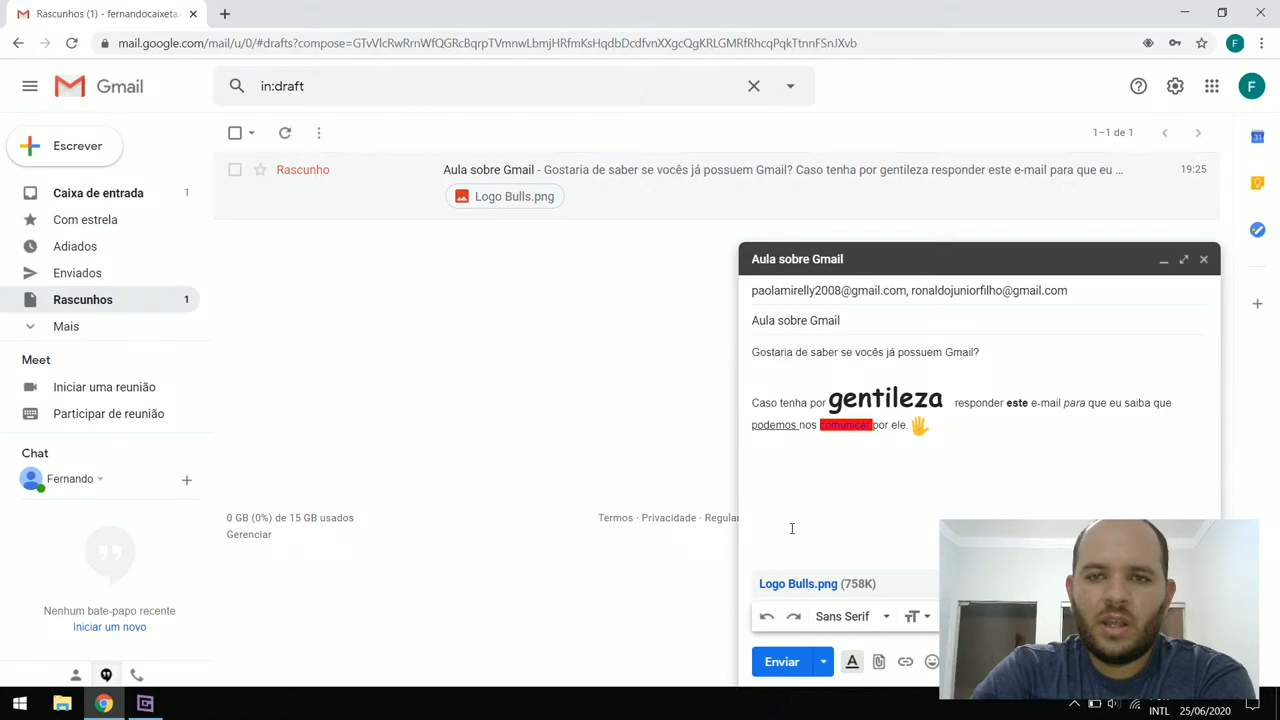 Rascunhos (1) - fernandocaixeta.
mail.google.com/mail/u/0/#drafts?compose=GTvVlcRwRrnWfQGRcBqrpTVmnwLbmjHRfmKsHqdbDcdfvnXXgcQgKRLGMRfRhcqPqkTtnnFSnJXvb
F
Gmail
in:draft
F
Escrever
1–1 de 1
31
Rascunho
Aula sobre Gmail - Gostaria de saber se vocês já possuem Gmail? Caso tenha por gentileza responder este e-mail para que eu ...
19:25
Logo Bulls.png
Caixa de entrada 1
Com estrela
Adiados
Enviados
Rascunhos 1
Mais
Meet
Iniciar uma reunião
Participar de reunião
Chat
Fernando
Nenhum bate-papo recente
Iniciar um novo
0 GB (0%) de 15 GB usados
Gerenciar
Termos · Privacidade · Regular
Aula sobre Gmail
paolamirelly2008@gmail.com, ronaldojuniorfilho@gmail.com
Aula sobre Gmail
Gostaria de saber se vocês já possuem Gmail?
Caso tenha por gentileza responder este e-mail para que eu saiba que
podemos nos comunicar por ele.
Logo Bulls.png (758K)
Sans Serif
Enviar
INTL 25/06/2020